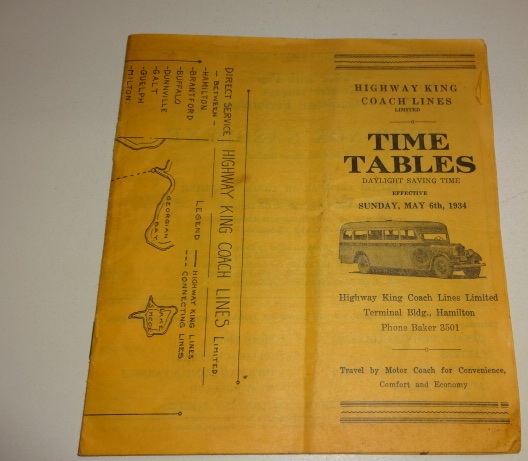 HIGHWAY KING
COACH LINES
LIMITED
TIME
TABLES
DAYLIGHT SAVING TIME
EFFECTIVE
SUNDAY, MAY 6th, 1934
Highway King Coach Lines Limited
Terminal Bldg., Hamilton
Phone Baker 3501
Travel by Motor Coach for Convenience,
Comfort and Economy
HIGHWAY KING COACH LINES LIMITED.
DIRECT SERVICE
— BETWEEN —
-HAMILTON
-BRANTFORD
-BUFFALO
-DUNNVILLE
-GALT
-GUELPH
-MILTON
LEGEND
HIGHWAY KING LINES
CONNECTING LINES.
GEORGIAN
BAY
LAKE
SIMCOE